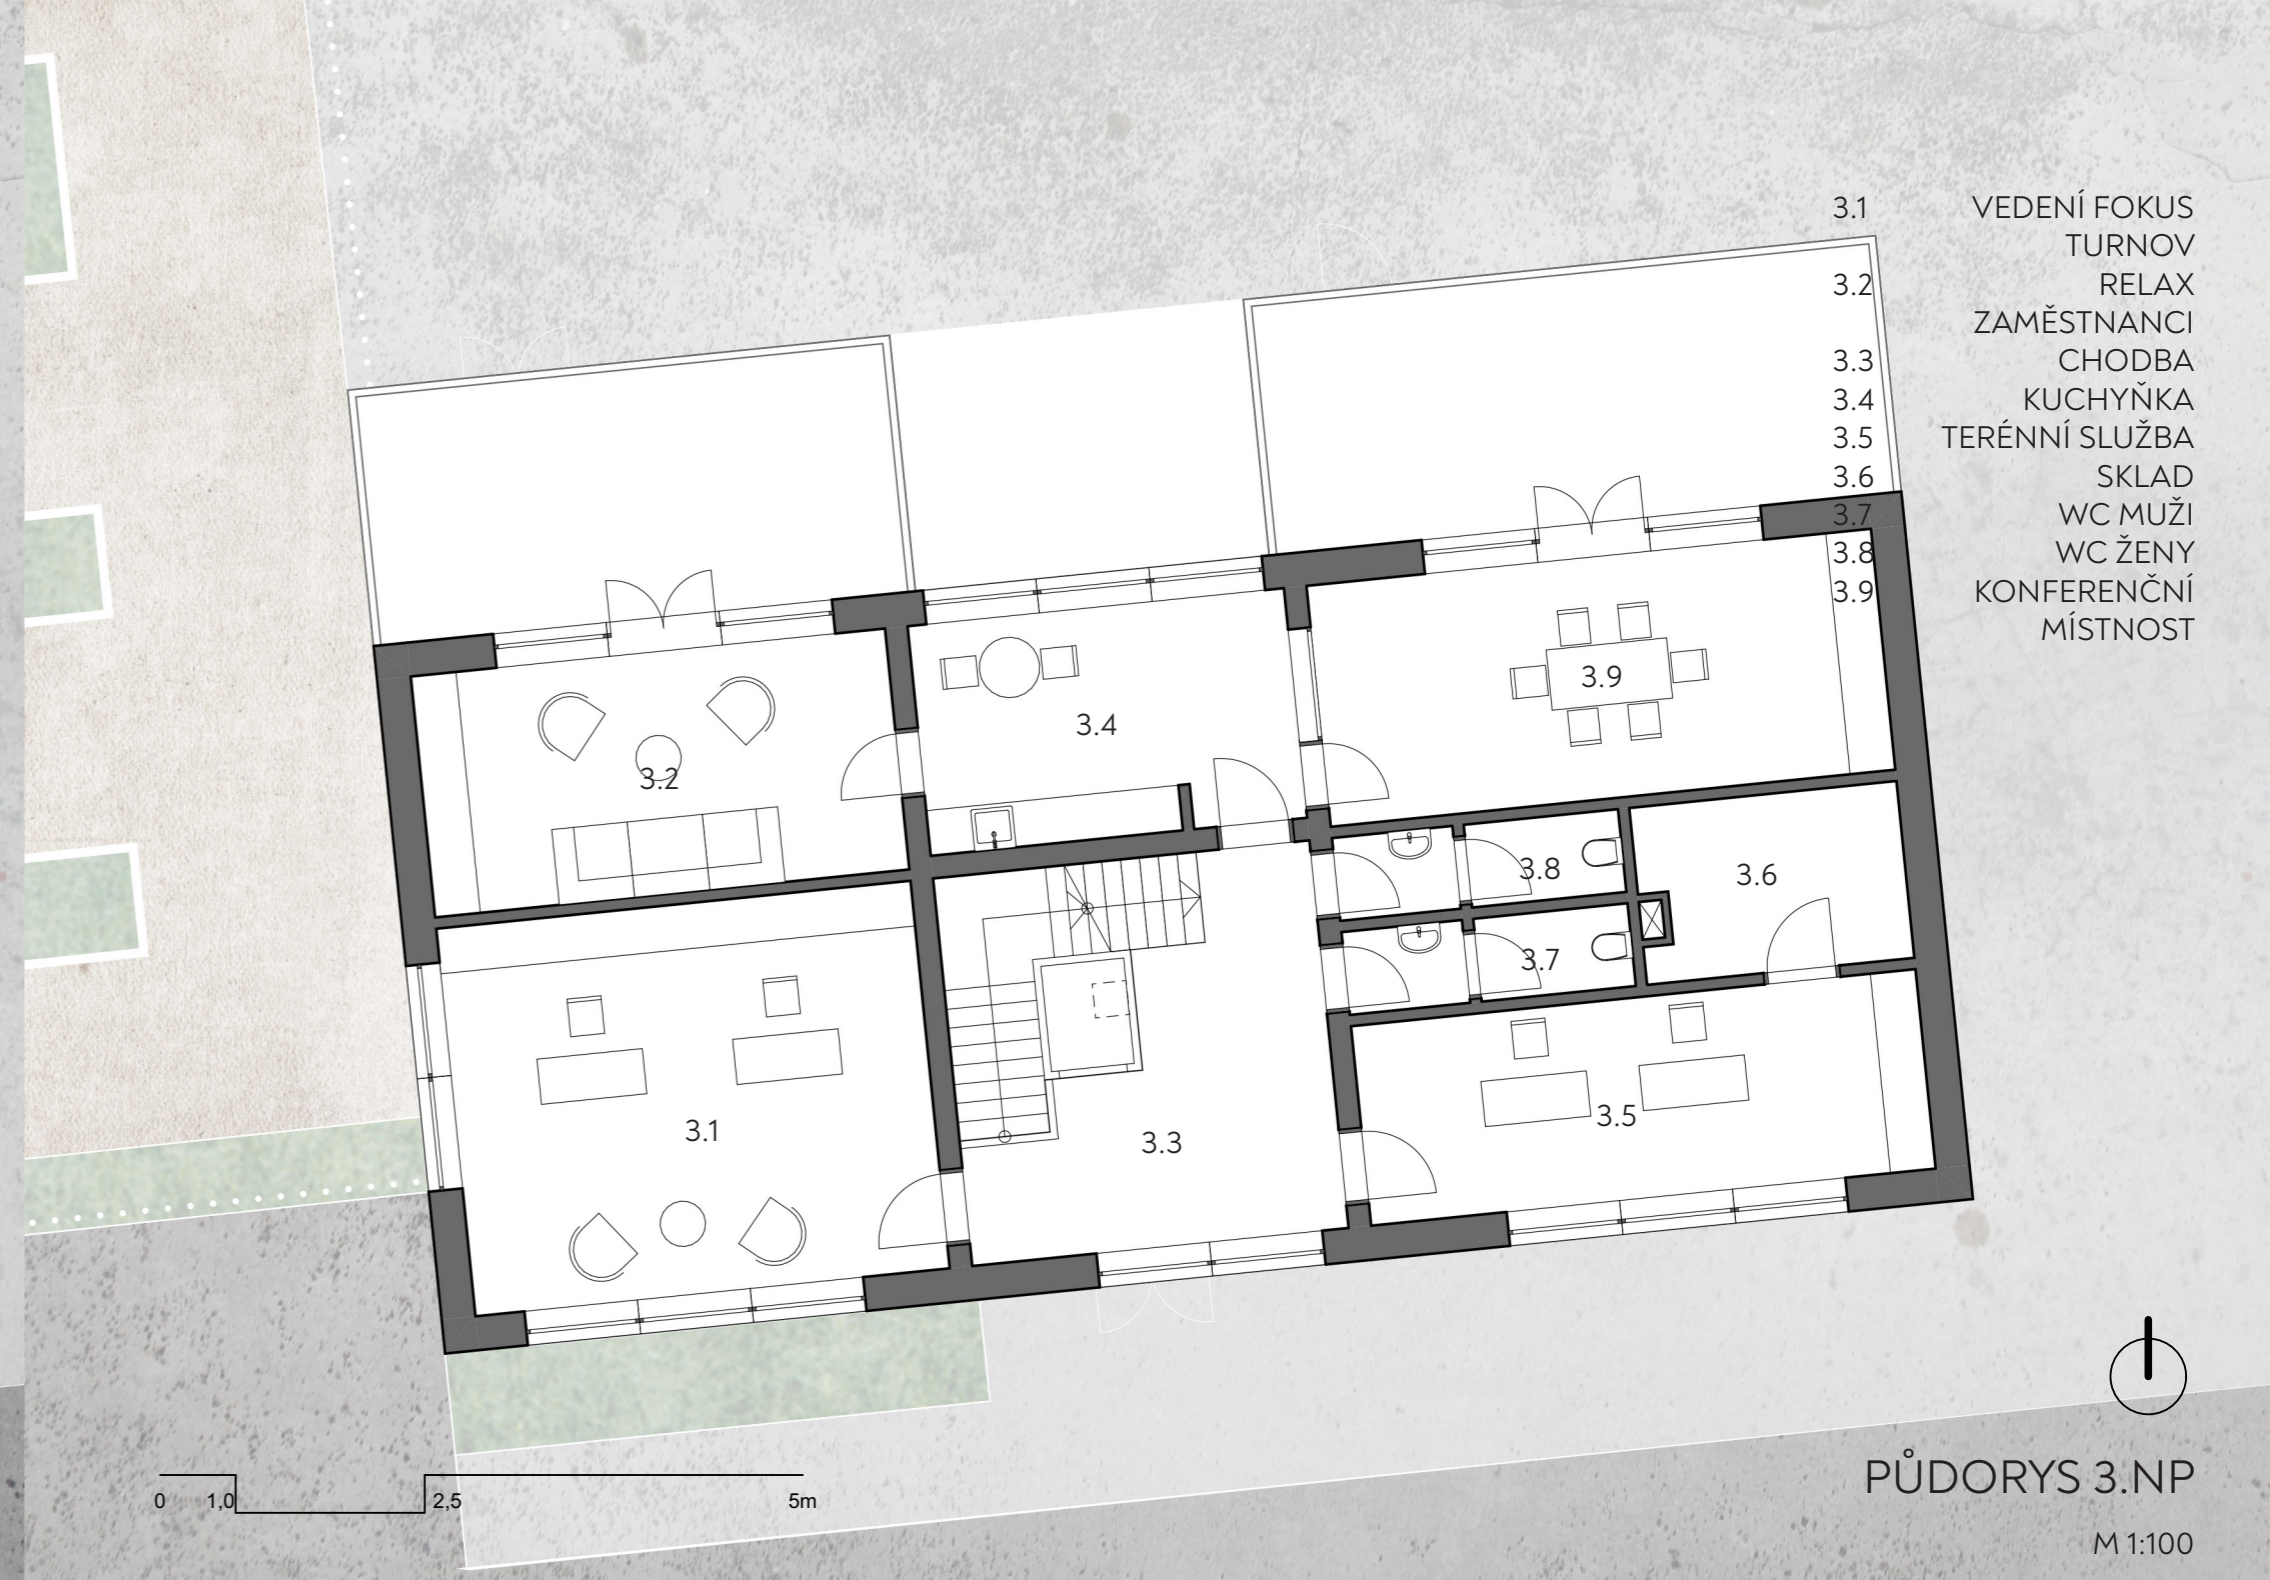 3.1 VEDENÍ FOKUS
TURNOV
3.2 RELAX
ZAMĚSTNANCI
3.3 CHODBA
3.4 KUCHYŇKA
3.5 TERÉNNÍ SLUŽBA
3.6 SKLAD
3.7 WC MUŽI
3.8 WC ŽENY
3.9 KONFERENČNÍ
MÍSTNOST
3.9
3.4
3.2
3.8
3.6
3.7
3.5
3.1
3.3
0 1,0 2,5 5m
PŮDORYS 3.NP
M 1:100